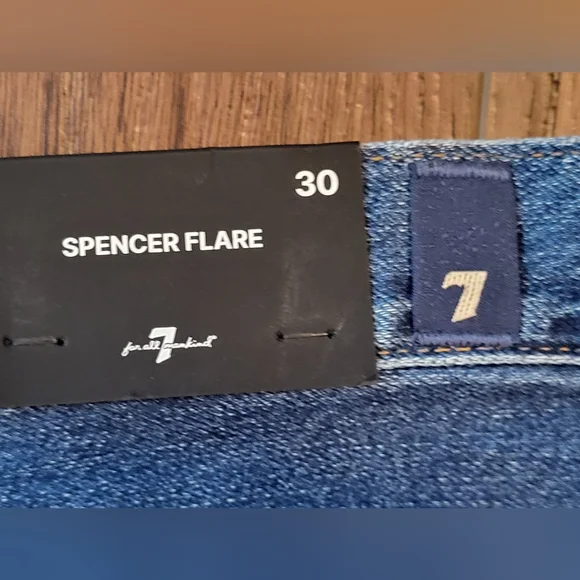 30
SPENCER FLARE
7
for all mankind
7